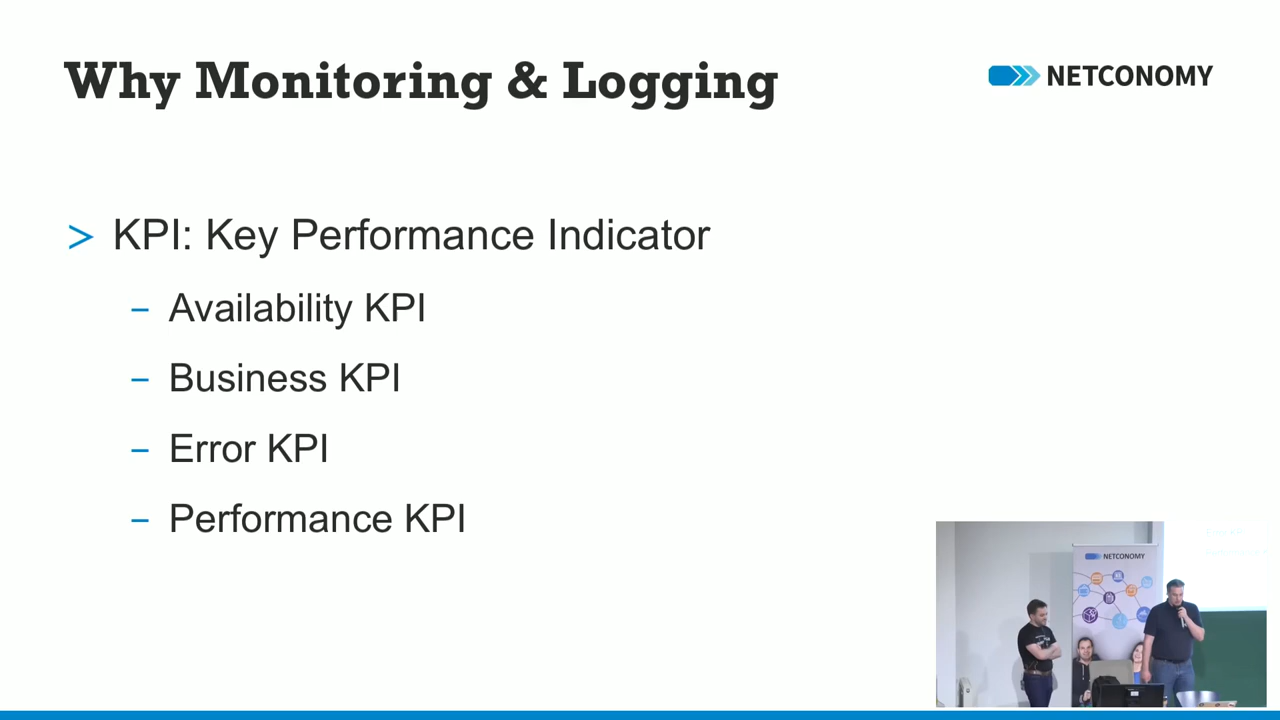 Why Monitoring & Logging
NETCONOMY
> KPI: Key Performance Indicator
– Availability KPI
– Business KPI
– Error KPI
– Performance KPI
NETCONOMY